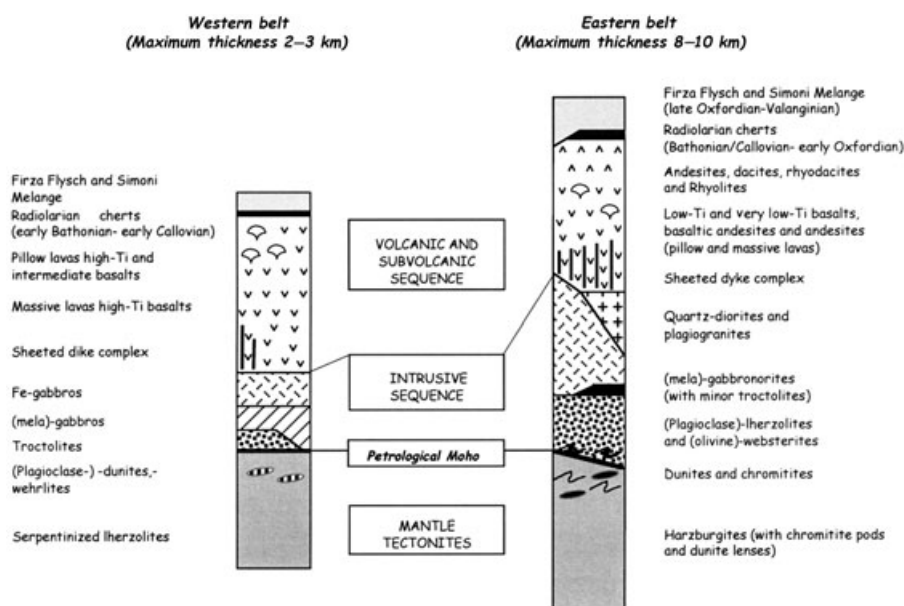 Western belt
(Maximum thickness 2–3 km)
Eastern belt
(Maximum thickness 8–10 km)
Firza Flysch and Simoni
Melange
Radiolarian cherts
(early Bathonian- early Callovian)
Pillow lavas high-Ti and
intermediate basalts
Massive lavas high-Ti basalts
Sheeted dike complex
Fe-gabbros
(mela)-gabbros
Troctolites
(Plagioclase-) -dunites,-
wehrlites
Serpentinized lherzolites
VOLCANIC AND
SUBVOLCANIC
SEQUENCE
INTRUSIVE
SEQUENCE
Petrological Moho
MANTLE
TECTONITES
Firza Flysch and Simoni Melange
(late Oxfordian-Valanginian)
Radiolarian cherts
(Bathonian/Callovian- early Oxfordian)
Andesites, dacites, rhyodacites
and Rhyolites
Low-Ti and very low-Ti basalts,
basaltic andesites and andesites
(pillow and massive lavas)
Sheeted dyke complex
Quartz-diorites and
plagiogranites
(mela)-gabbronorites
(with minor troctolites)
(Plagioclase)-lherzolites
and (olivine)-websterites
Dunites and chromitites
Harzburgites (with chromitite pods
and dunite lenses)